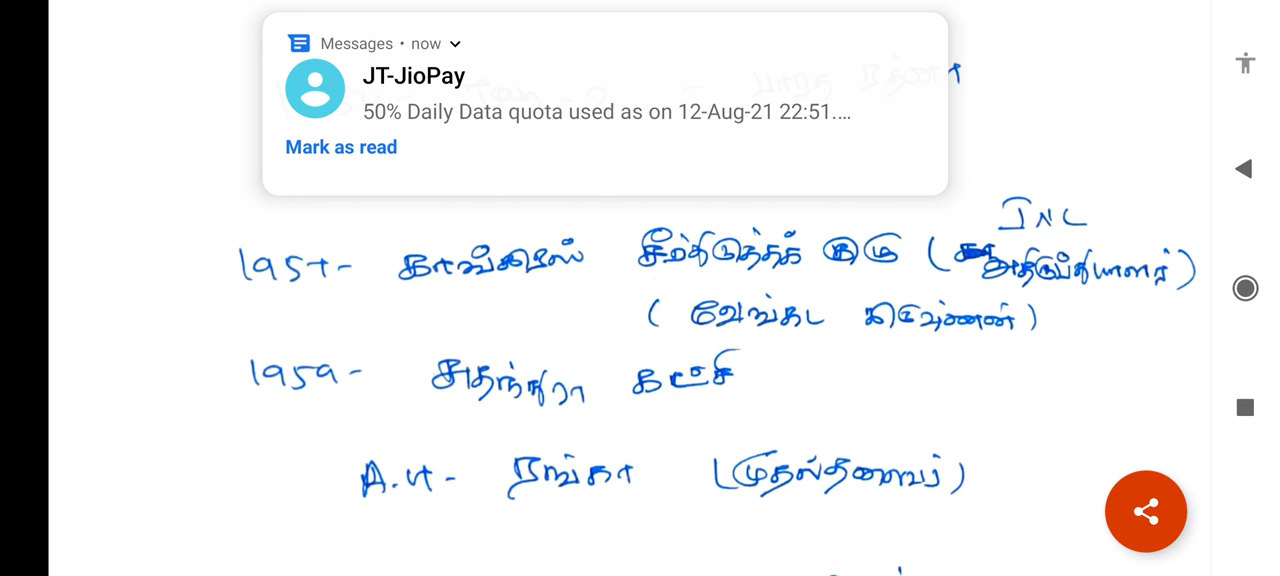 Messages • now
JT-JioPay
50% Daily Data quota used as on 12-Aug-21 22:51....
Mark as read
INC
1957- காங்கிரஸ் சீர்திருத்தக் குழு ( அதிருப்தியாளர் )
( வேங்கட கிருஷ்ணன் )
1959- சுதந்திரா கட்சி
ரங்கா (முதல்தலைவர்)